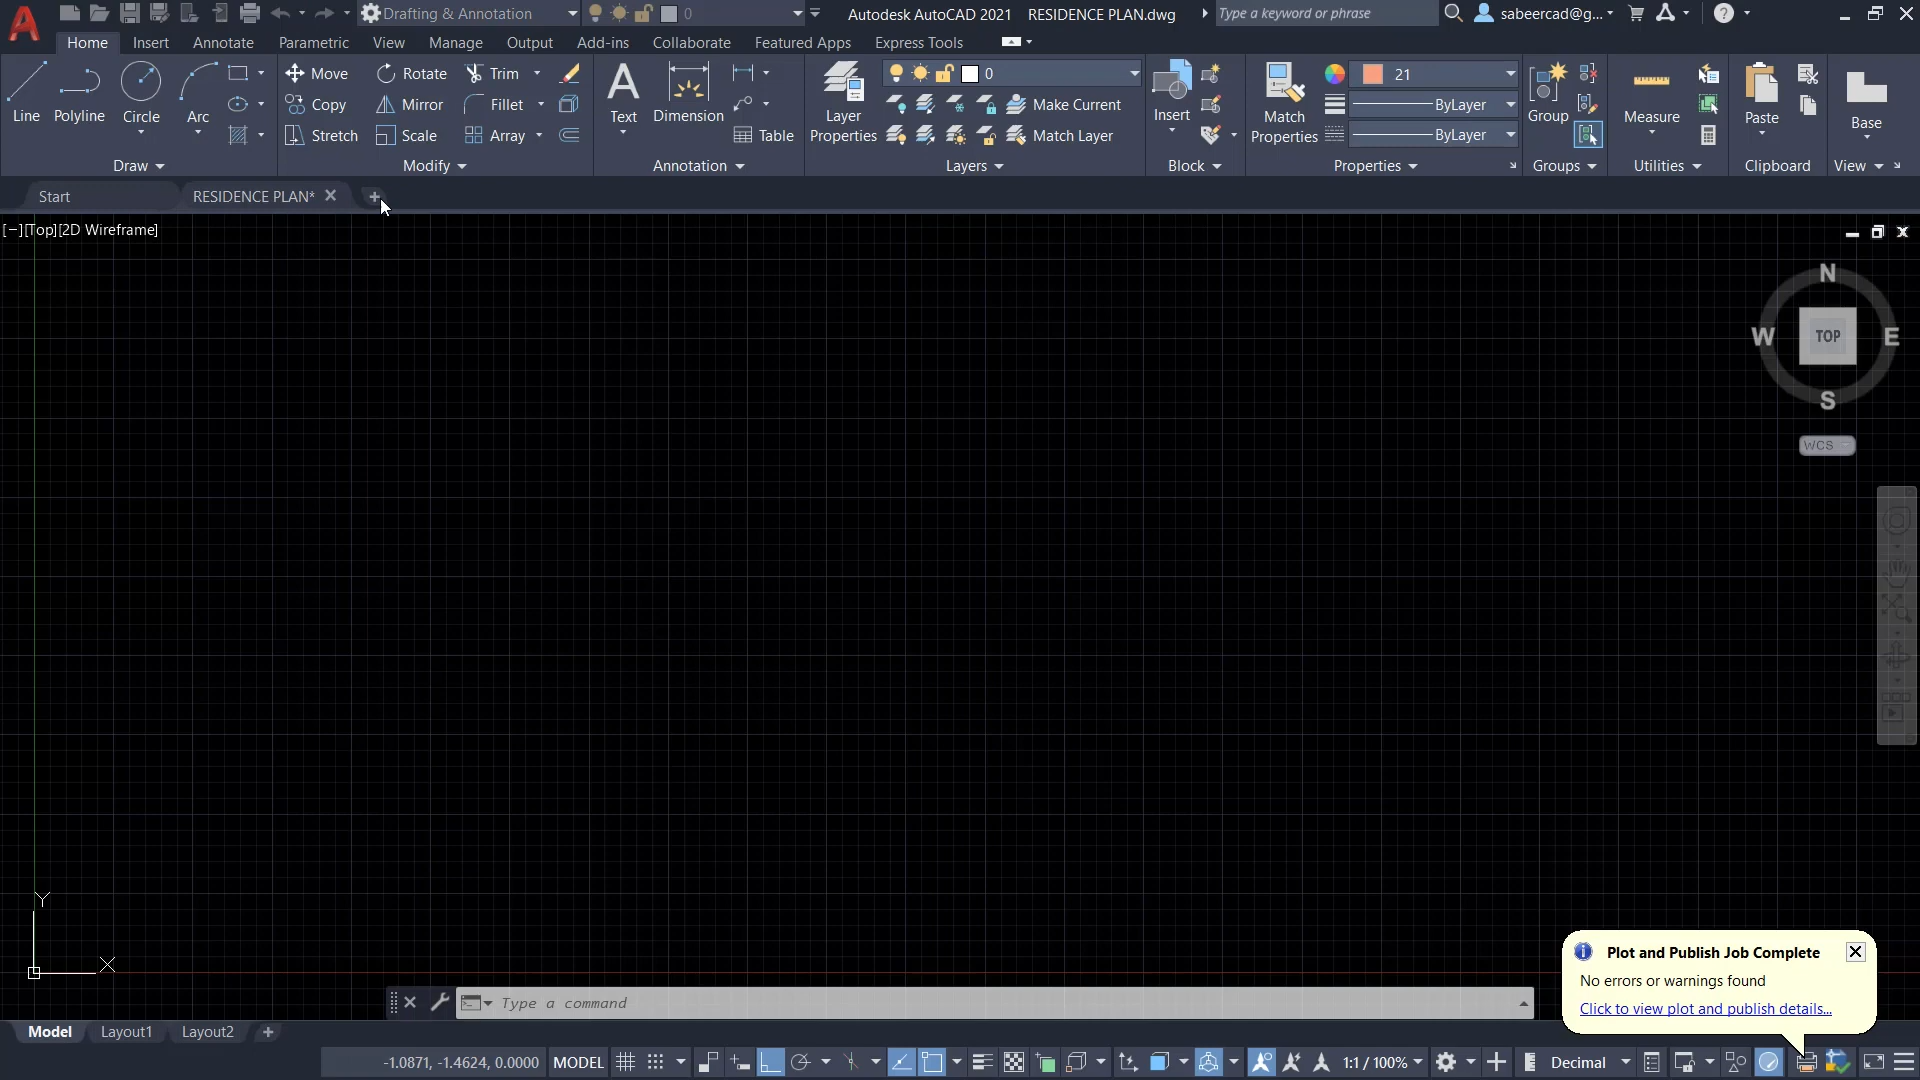 Drafting & Annotation 0 Autodesk AutoCAD 2021 RESIDENCE PLAN.dwg Type a keyword or phrase sabeercad@g...
Home Insert Annotate Parametric View Manage Output Add-ins Collaborate Featured Apps Express Tools
Line Polyline Circle Arc
Move Rotate Trim
Copy Mirror Fillet
Stretch Scale Array
Text Dimension Table
Layer Properties
0
Make Current
Match Layer
Insert
Match Properties
21
ByLayer
ByLayer
Group
Measure
Paste
Base
Draw Modify Annotation Layers Block Properties Groups Utilities Clipboard View
Start RESIDENCE PLAN*
[−][Top][2D Wireframe]
N
W TOP E
S
WCS
Y
X
Plot and Publish Job Complete
No errors or warnings found
Click to view plot and publish details...
Type a command
Model Layout1 Layout2
-1.0871, -1.4624, 0.0000 MODEL 1:1 / 100% Decimal